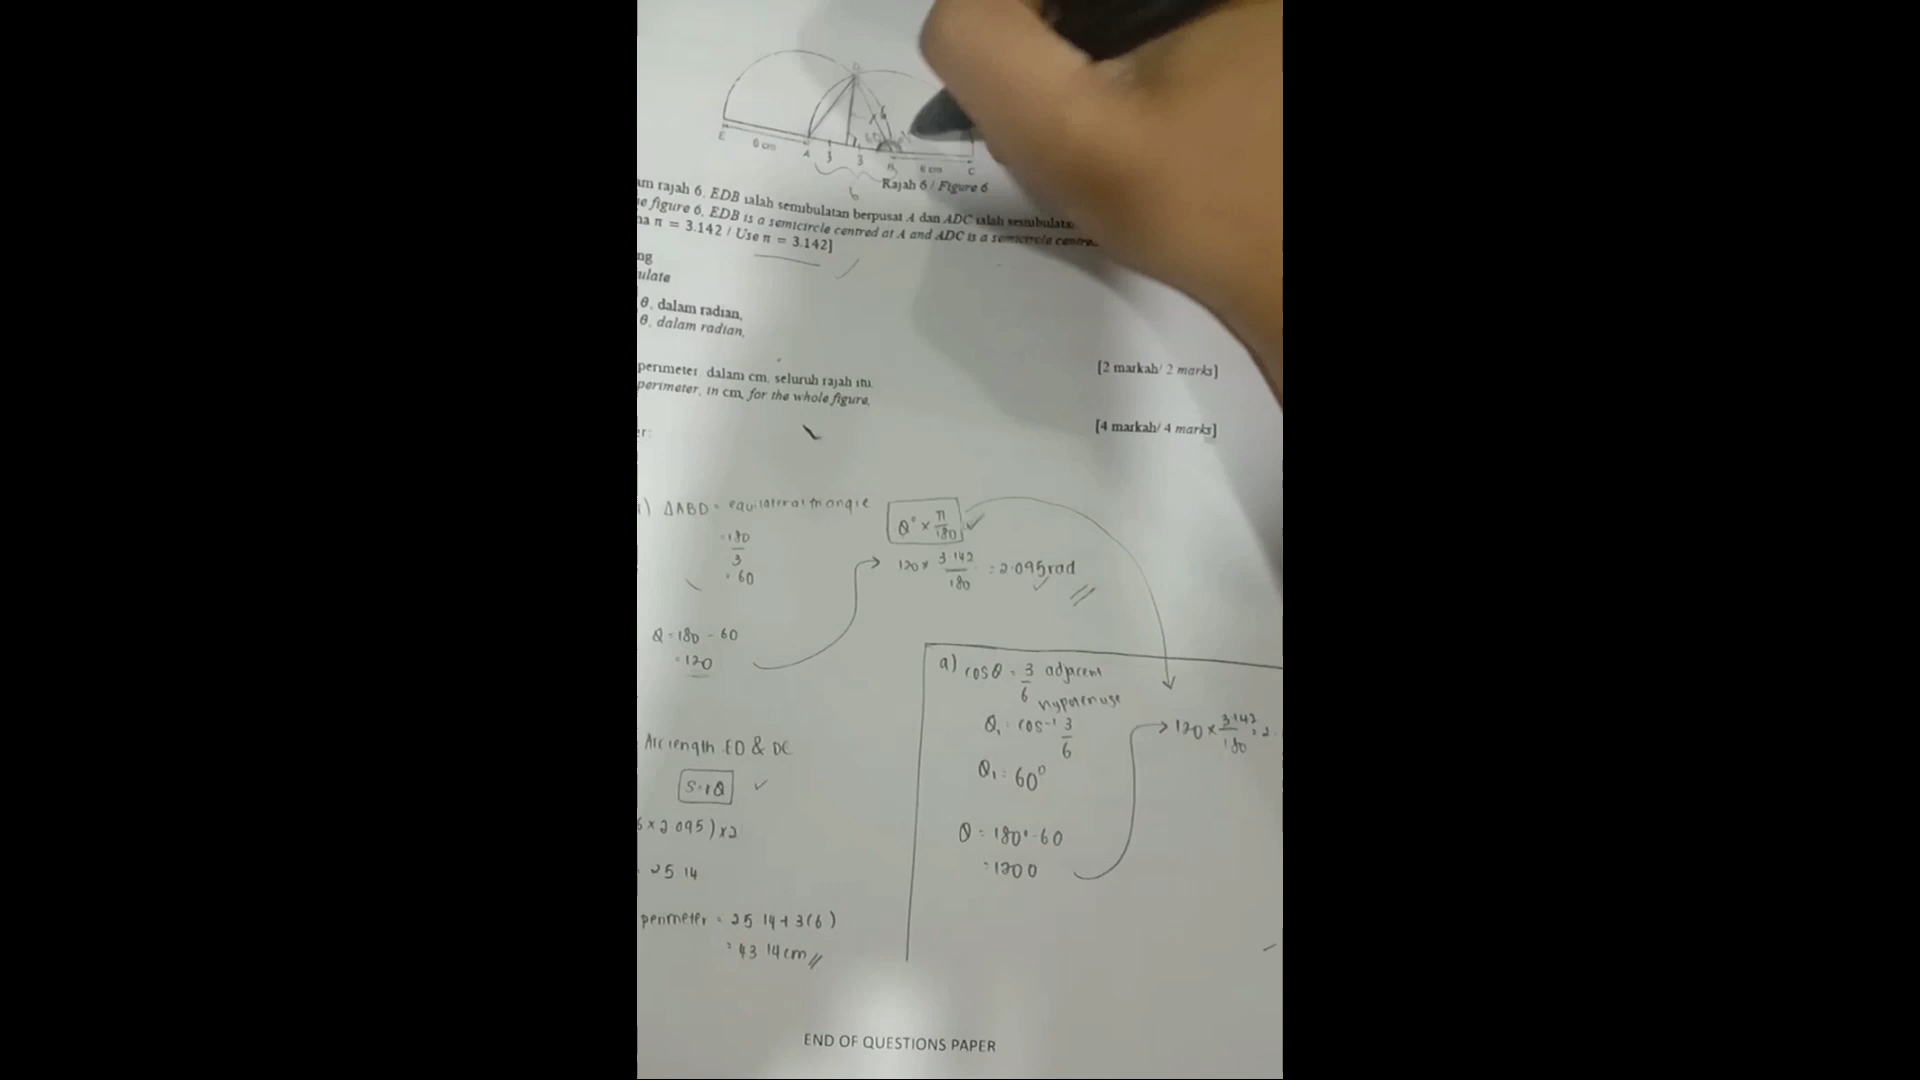 D
E
6 cm
A
3
3
B
6 cm
C
6
Rajah 6 / Figure 6
am rajah 6, EDB ialah semibulatan berpusat A dan ADC ialah semibulata
e figure 6, EDB is a semicircle centred at A and ADC is a semicircle centre
na π = 3.142 / Use π = 3.142]
ng
ulate
θ, dalam radian,
θ, dalam radian,
[2 markah/ 2 marks]
perimeter, dalam cm, seluruh rajah itu.
perimeter, in cm, for the whole figure,
[4 markah/ 4 marks]
er:
) ΔABD = equilateral triangle
= 180/3
= 60
θ = 180 - 60
= 120
θ° × π/180
120 × 3.142/180 = 2.095 rad
Arc length ED & DC
S = rθ
6 × 2.095) × 2
= 25.14
perimeter = 25.14 + 3(6)
= 43.14 cm
a) cos θ = 3/6 adjacent
hypotenuse
θ₁ = cos⁻¹ 3/6
θ₁ = 60°
θ = 180° - 60
= 120°
120 × 3.142/180 = 2.
END OF QUESTIONS PAPER